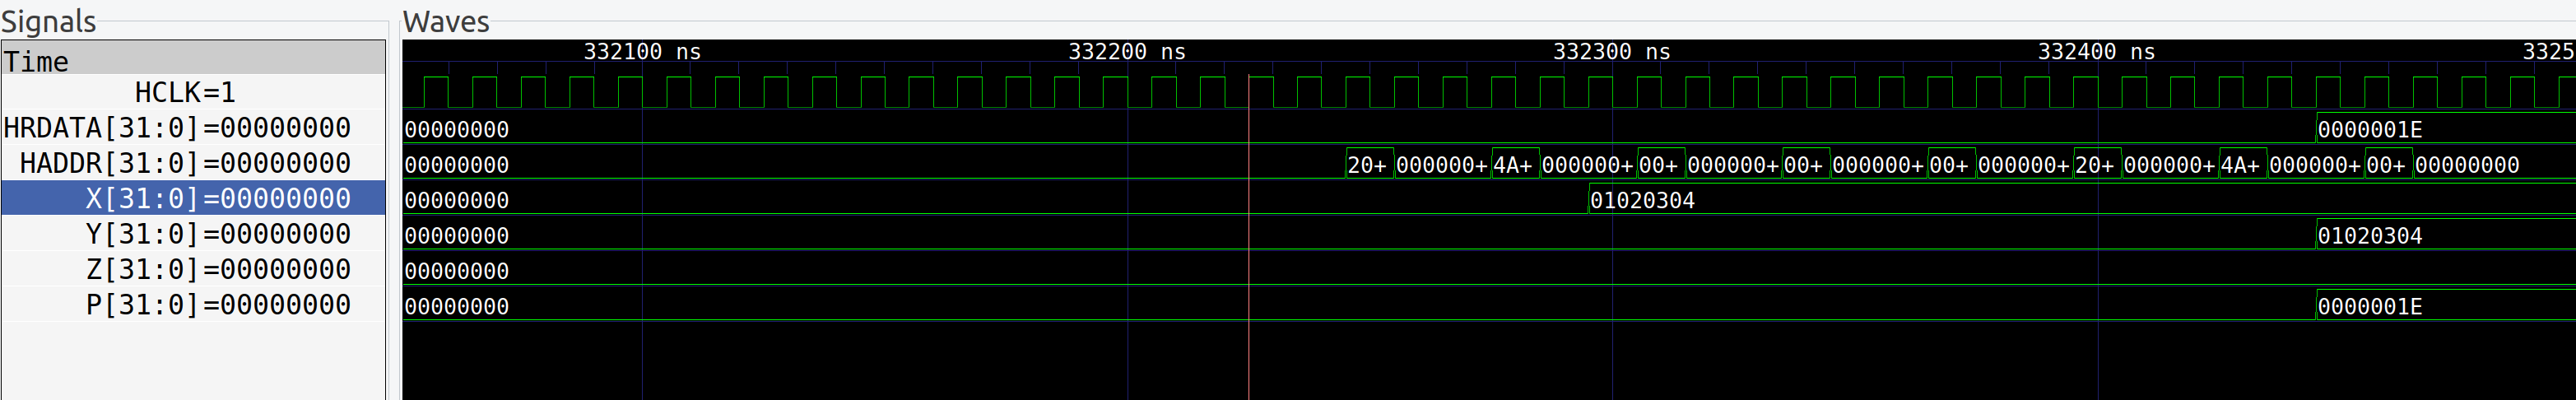 Signals Waves
Time 332100 ns 332200 ns 332300 ns 332400 ns 3325
HCLK=1
HRDATA[31:0]=00000000 00000000 0000001E
HADDR[31:0]=00000000 00000000 20+ 000000+ 4A+ 000000+ 00+ 000000+ 00+ 000000+ 00+ 000000+ 20+ 000000+ 4A+ 000000+ 00+ 00000000
X[31:0]=00000000 00000000 01020304
Y[31:0]=00000000 00000000 01020304
Z[31:0]=00000000 00000000
P[31:0]=00000000 00000000 0000001E